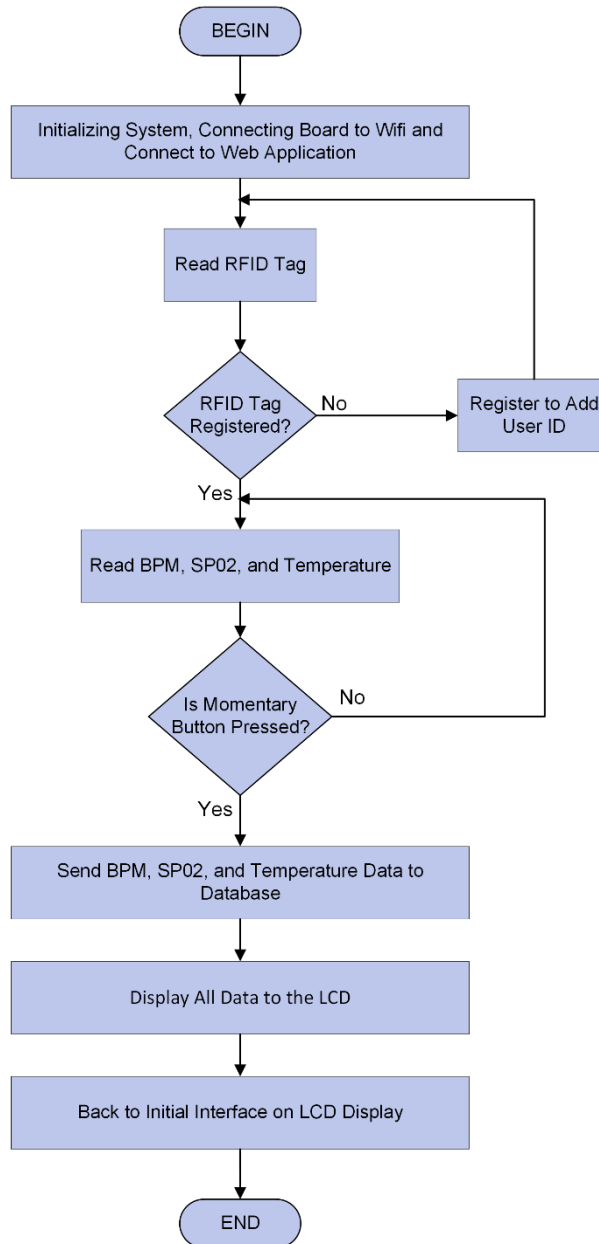 BEGIN
Initializing System, Connecting Board to Wifi and
Connect to Web Application
Read RFID Tag
RFID Tag
Registered?
No
Register to Add
User ID
Yes
Read BPM, SP02, and Temperature
Is Momentary
Button Pressed?
No
Yes
Send BPM, SP02, and Temperature Data to
Database
Display All Data to the LCD
Back to Initial Interface on LCD Display
END